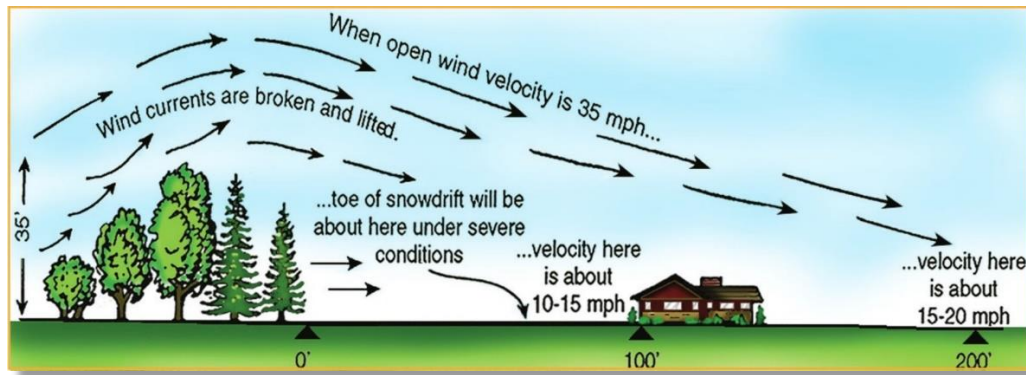 When open wind velocity is 35 mph...
Wind currents are broken and lifted.
35'
...toe of snowdrift will be
about here under severe
conditions
...velocity here
is about
10-15 mph
...velocity here
is about
15-20 mph
0'
100'
200'